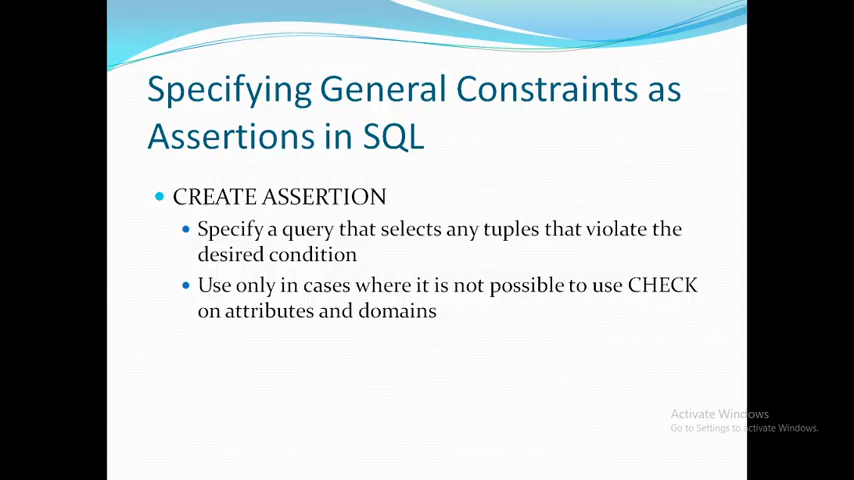 Specifying General Constraints as
Assertions in SQL
CREATE ASSERTION
Specify a query that selects any tuples that violate the
desired condition
Use only in cases where it is not possible to use CHECK
on attributes and domains
Activate Windows
Go to Settings to activate Windows.